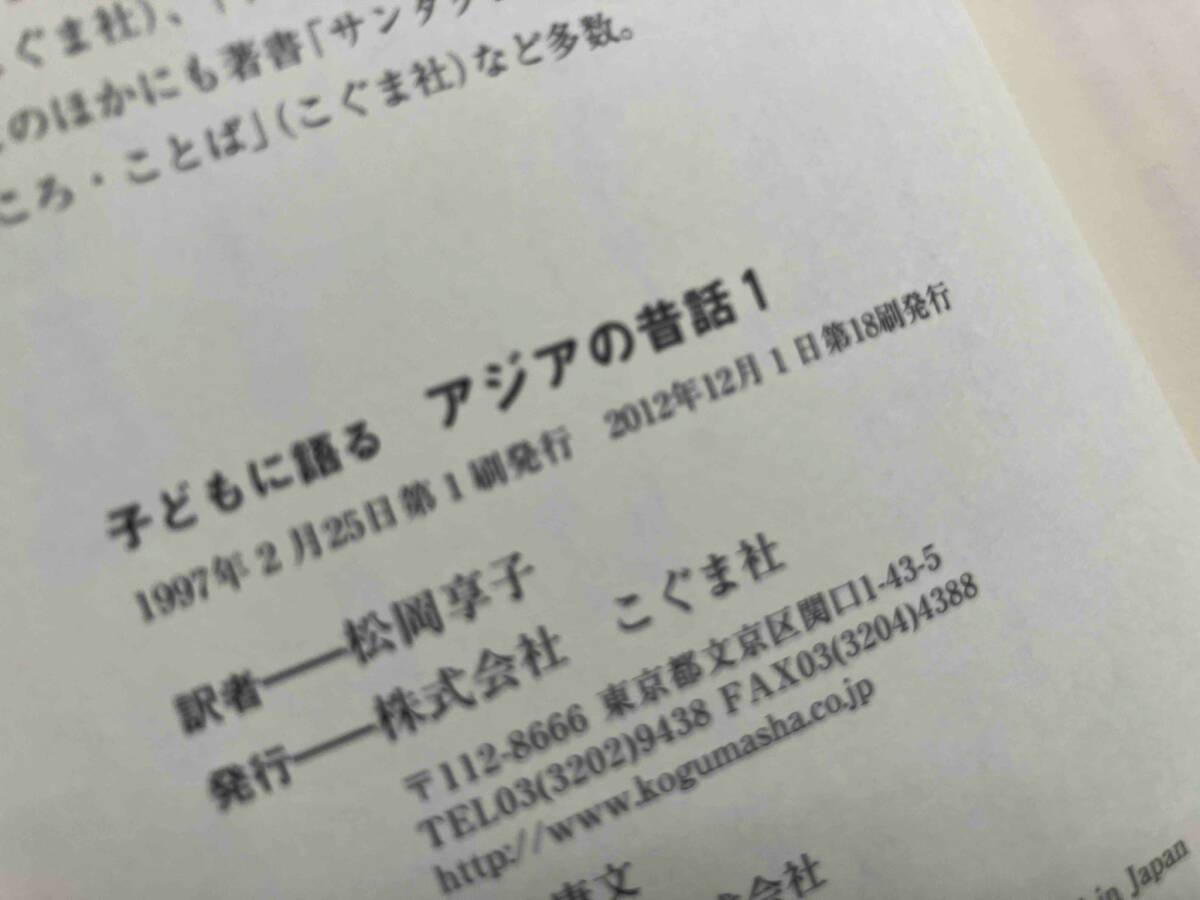 ぐま社)、
のほかにも著書「サンタク
ころ・ことば」(こぐま社)など多数。
子どもに語る アジアの昔話1
1997年2月25日第1刷発行 2012年12月1日第18刷発行
訳者━━松岡享子
発行━━株式会社 こぐま社
〒112-8666 東京都文京区関口1-43-5
TEL03(3202)9438 FAX03(3204)4388
http://www.kogumasha.co.jp
文
式会社
in Japan